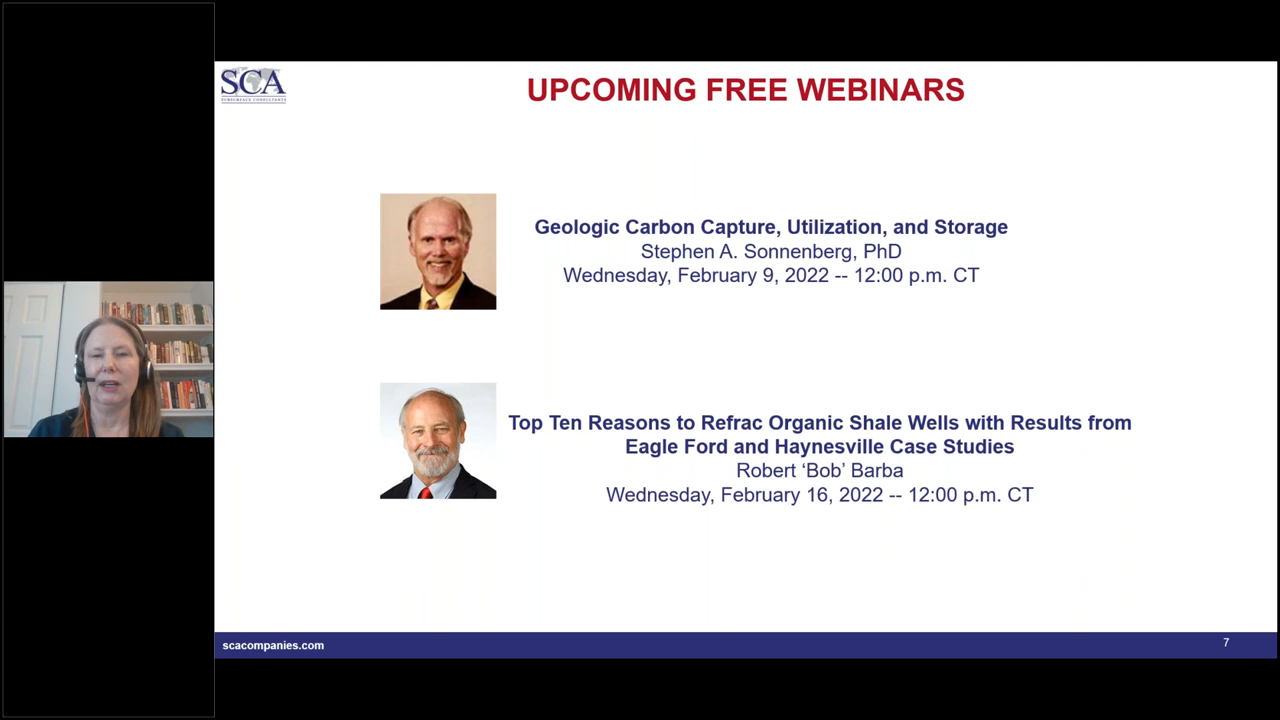 SCA
SUBSURFACE CONSULTANTS
UPCOMING FREE WEBINARS
Geologic Carbon Capture, Utilization, and Storage
Stephen A. Sonnenberg, PhD
Wednesday, February 9, 2022 -- 12:00 p.m. CT
Top Ten Reasons to Refrac Organic Shale Wells with Results from
Eagle Ford and Haynesville Case Studies
Robert ‘Bob’ Barba
Wednesday, February 16, 2022 -- 12:00 p.m. CT
scacompanies.com
7